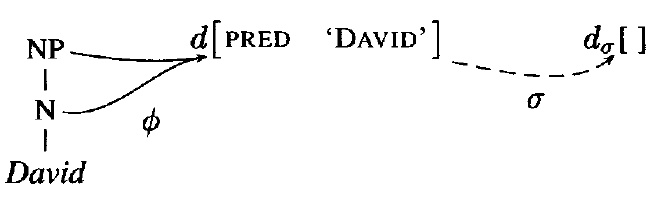 NP d[PRED ‘DAVID’] dσ[ ]
N ϕ σ
David